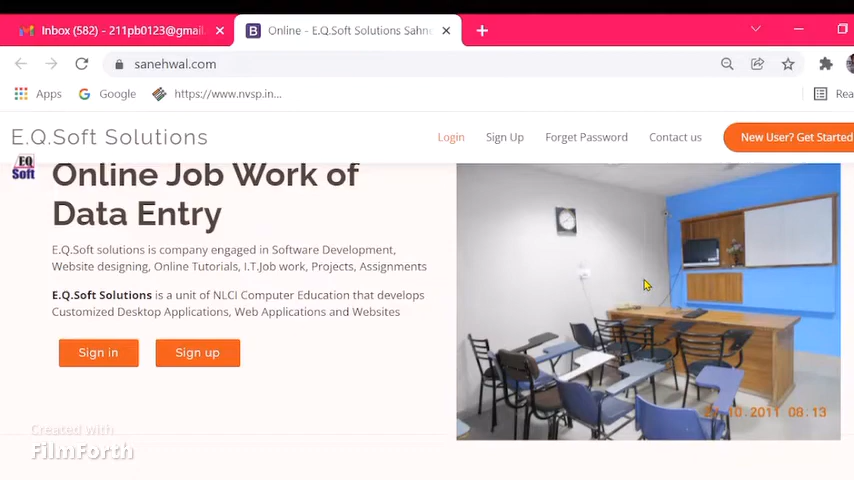 Inbox (582) - 211pb0123@gmail.
Online - E.Q.Soft Solutions Sahne
sanehwal.com
Apps
Google
https://www.nvsp.in...
Rea
E.Q.Soft Solutions
Login
Sign Up
Forget Password
Contact us
New User? Get Started
EQ
Soft
Online Job Work of
Data Entry
E.Q.Soft solutions is company engaged in Software Development,
Website designing, Online Tutorials, I.T.Job work, Projects, Assignments
E.Q.Soft Solutions is a unit of NLCI Computer Education that develops
Customized Desktop Applications, Web Applications and Websites
Sign in
Sign up
.10.2011 08.13
Created with
FilmForth